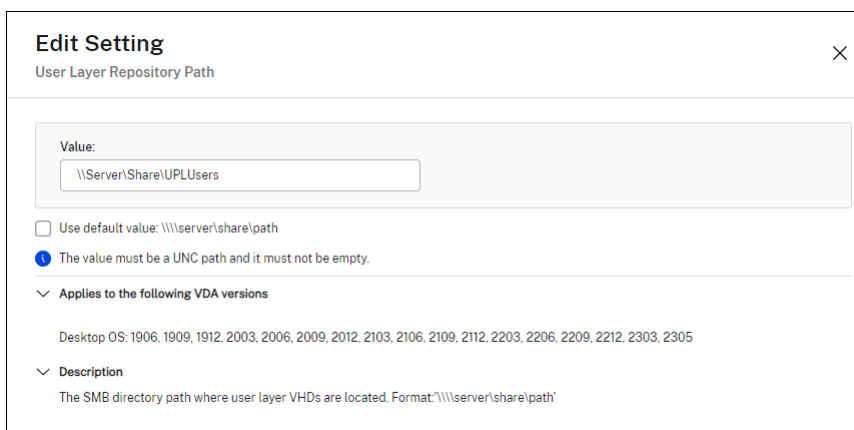 Edit Setting
User Layer Repository Path
Value:
\\Server\Share\UPLUsers
Use default value: \\\\server\share\path
The value must be a UNC path and it must not be empty.
Applies to the following VDA versions
Desktop OS: 1906, 1909, 1912, 2003, 2006, 2009, 2012, 2103, 2106, 2109, 2112, 2203, 2206, 2209, 2212, 2303, 2305
Description
The SMB directory path where user layer VHDs are located. Format:'\\\\server\share\path'